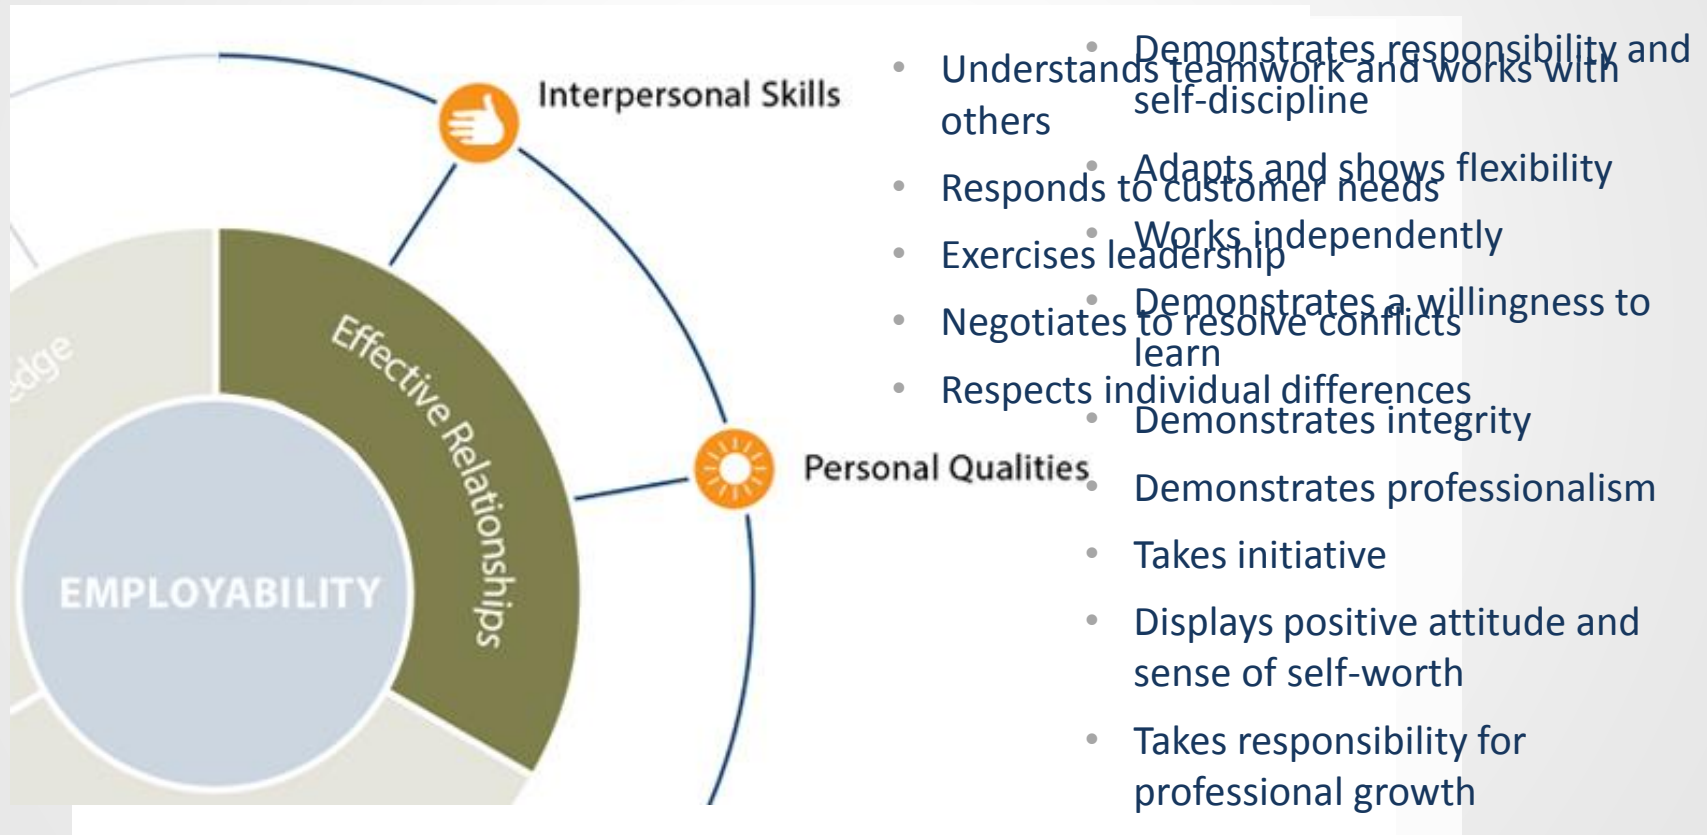 Interpersonal Skills
• Understands teamwork and works with
others
• Responds to customer needs
• Exercises leadership
• Negotiates to resolve conflicts
• Respects individual differences
Personal Qualities
• Demonstrates responsibility and
self-discipline
• Adapts and shows flexibility
• Works independently
• Demonstrates a willingness to
learn
• Demonstrates integrity
• Demonstrates professionalism
• Takes initiative
• Displays positive attitude and
sense of self-worth
• Takes responsibility for
professional growth
Effective Relationships
EMPLOYABILITY